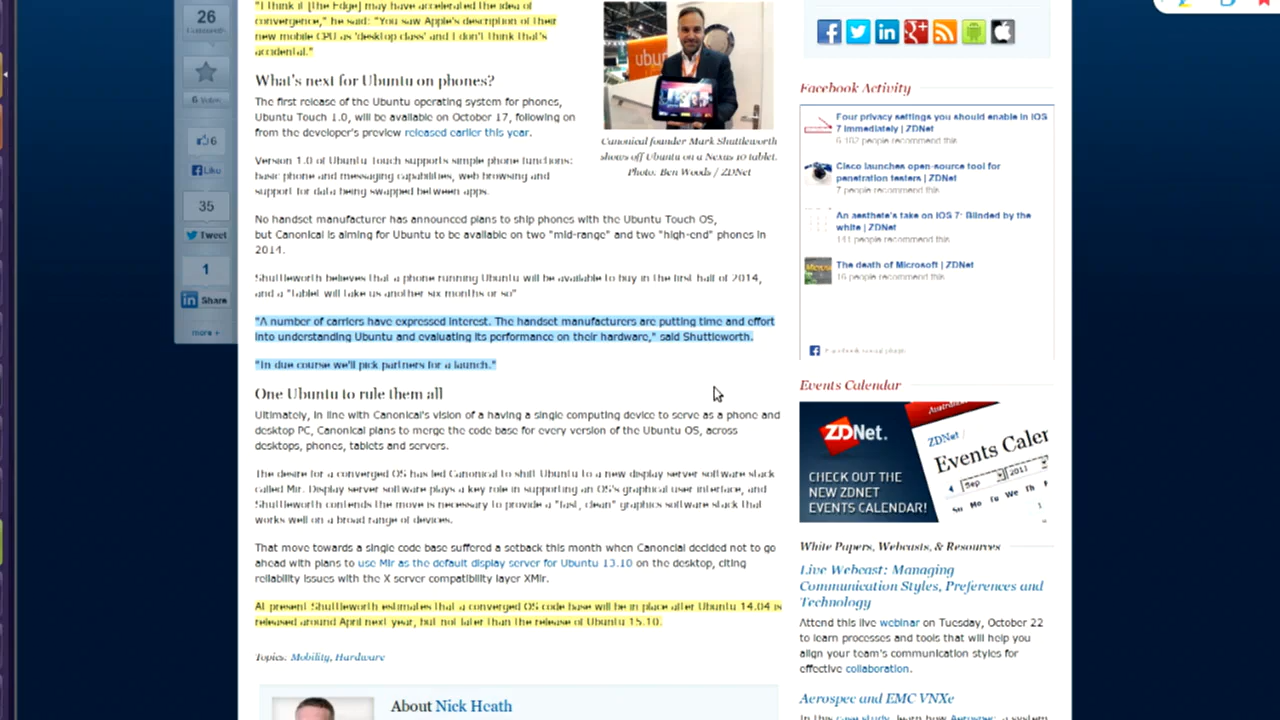 26
Comments
6 Votes
6
Like
35
Tweet
1
Share
more +
"I think it [the Edge] may have accelerated the idea of
convergence," he said: "You saw Apple's description of their
new mobile CPU as 'desktop class' and I don't think that's
accidental."
What's next for Ubuntu on phones?
The first release of the Ubuntu operating system for phones,
Ubuntu Touch 1.0, will be available on October 17, following on
from the developer's preview released earlier this year.
Version 1.0 of Ubuntu Touch supports simple phone functions:
basic phone and messaging capabilities, web browsing and
support for data being swapped between apps.
ubun
Canonical founder Mark Shuttleworth
shows off Ubuntu on a Nexus 10 tablet.
Photo: Ben Woods / ZDNet
No handset manufacturer has announced plans to ship phones with the Ubuntu Touch OS,
but Canonical is aiming for Ubuntu to be available on two "mid-range" and two "high-end" phones in
2014.
Shuttleworth believes that a phone running Ubuntu will be available to buy in the first half of 2014,
and a "tablet will take us another six months or so"
"A number of carriers have expressed interest. The handset manufacturers are putting time and effort
into understanding Ubuntu and evaluating its performance on their hardware," said Shuttleworth.
"In due course we'll pick partners for a launch."
One Ubuntu to rule them all
Ultimately, in line with Canonical's vision of a having a single computing device to serve as a phone and
desktop PC, Canonical plans to merge the code base for every version of the Ubuntu OS, across
desktops, phones, tablets and servers.
The desire for a converged OS has led Canonical to shift Ubuntu to a new display server software stack
called Mir. Display server software plays a key role in supporting an OS's graphical user interface, and
Shuttleworth contends the move is necessary to provide a "fast, clean" graphics software stack that
works well on a broad range of devices.
That move towards a single code base suffered a setback this month when Canoncial decided not to go
ahead with plans to use Mir as the default display server for Ubuntu 13.10 on the desktop, citing
reliability issues with the X server compatibility layer XMir.
At present Shuttleworth estimates that a converged OS code base will be in place after Ubuntu 14.04 is
released around April next year, but not later than the release of Ubuntu 15.10.
Topics: Mobility, Hardware
About Nick Heath
Facebook Activity
Four privacy settings you should enable in iOS
7 immediately | ZDNet
6,102 people recommend this
Cisco launches open-source tool for
penetration testers | ZDNet
7 people recommend this
An aesthete's take on iOS 7: Blinded by the
white | ZDNet
141 people recommend this
The death of Microsoft | ZDNet
16 people recommend this
Facebook social plugin
Events Calendar
ZDNet.
CHECK OUT THE
NEW ZDNET
EVENTS CALENDAR!
ZDNet /
Events Caler
Sep
2011
Su Mo Tu We Th
White Papers, Webcasts, & Resources
Live Webcast: Managing
Communication Styles, Preferences and
Technology
Attend this live webinar on Tuesday, October 22
to learn processes and tools that will help you
align your team's communication styles for
effective collaboration.
Aerospec and EMC VNXe
In this case study, learn how Aerospec, a system